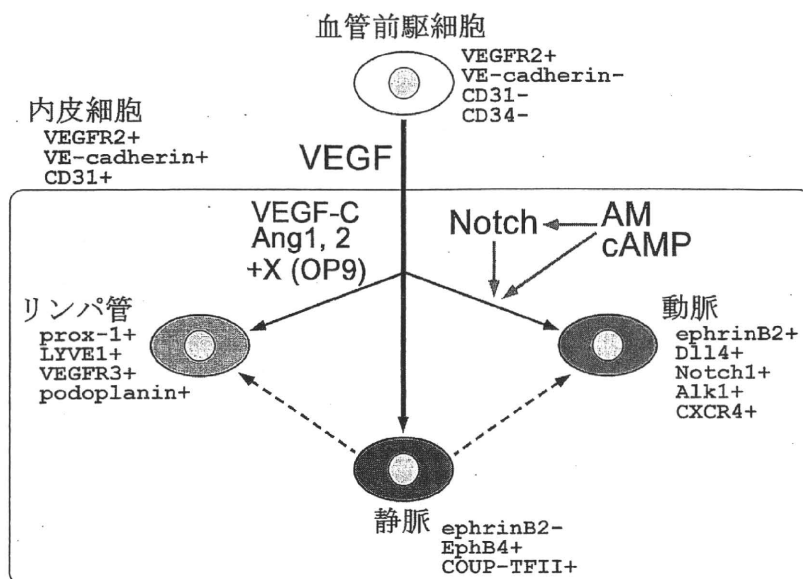 血管前駆細胞
VEGFR2+
VE-cadherin-
CD31-
CD34-
内皮細胞
VEGFR2+
VE-cadherin+
CD31+
VEGF
VEGF-C
Ang1, 2
+X (OP9)
Notch
AM
cAMP
リンパ管
prox-1+
LYVE1+
VEGFR3+
podoplanin+
動脈
ephrinB2+
Dll4+
Notch1+
Alk1+
CXCR4+
静脈
ephrinB2-
EphB4+
COUP-TFII+